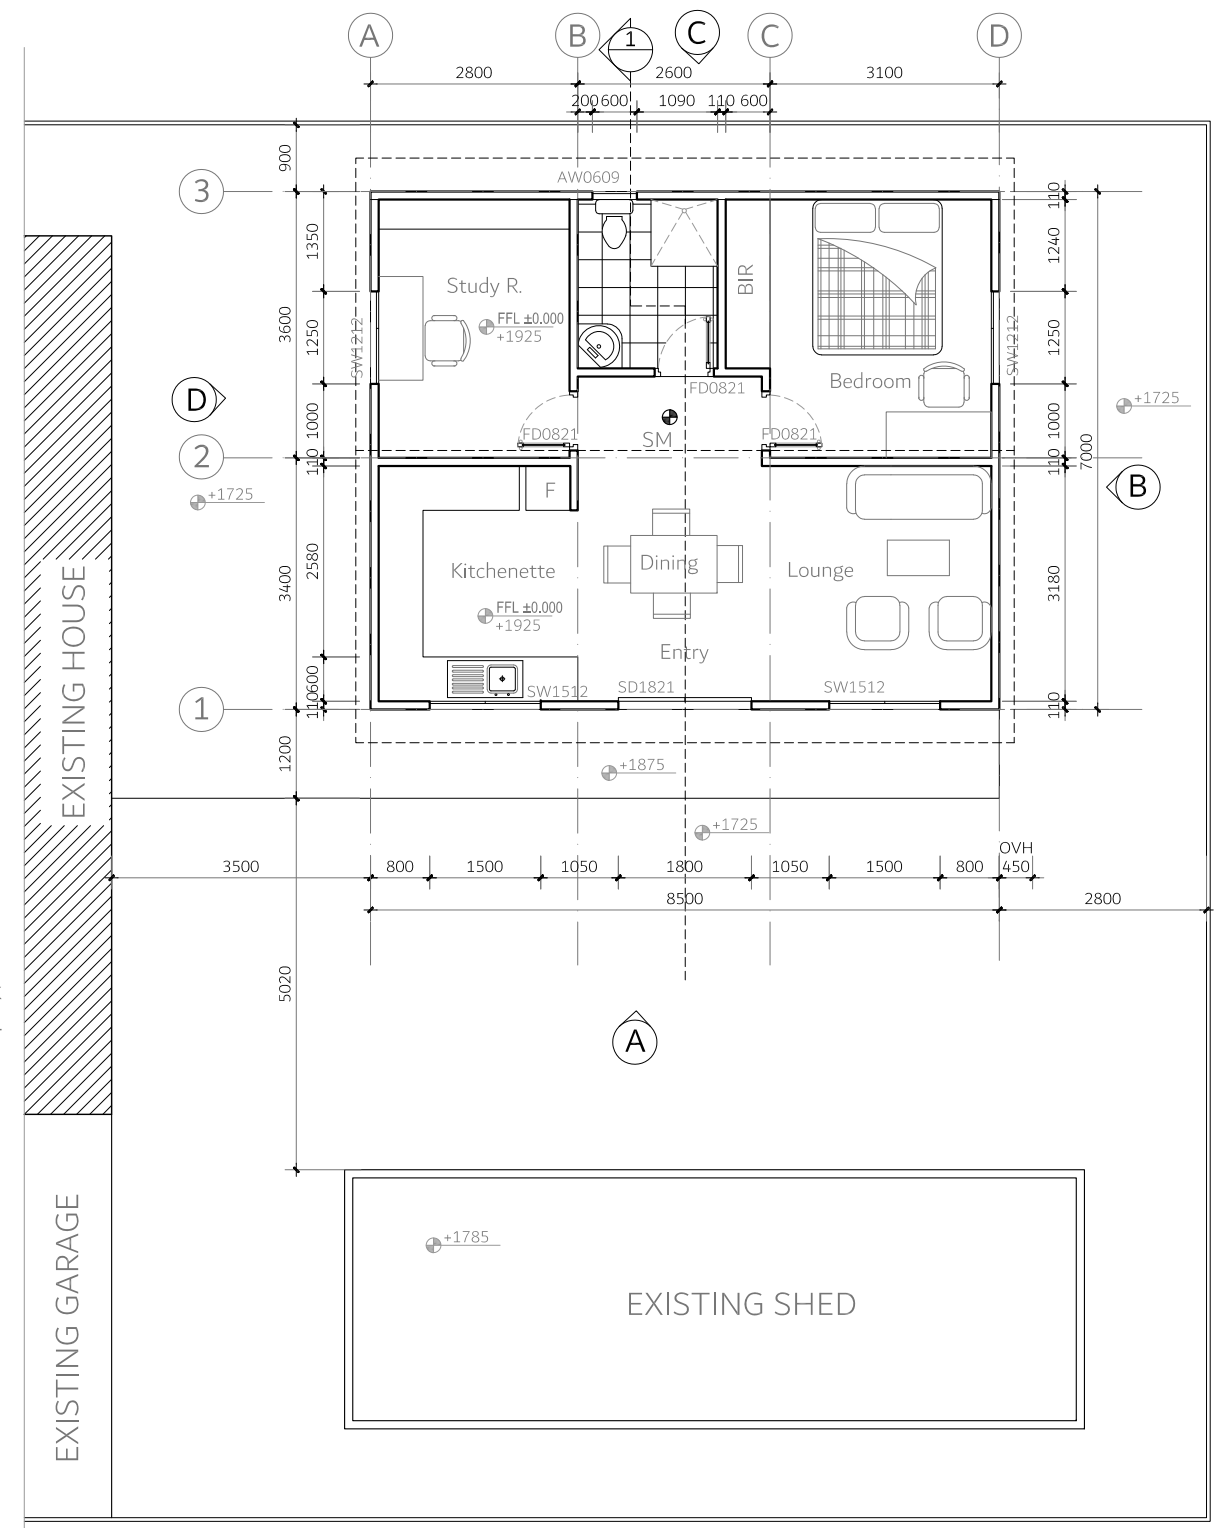 A
B
1
C
C
D
2800
2600
3100
200
600
1090
110
600
900
AW0609
3
110
1350
1240
BIR
Study R.
FFL ±0.000
+1925
3600
1250
SW1212
SW1212
1250
Bedroom
FD0821
D
+1725
1000
FD0821
SM
FD0821
1000
2
110
110
7000
+1725
F
B
2580
Kitchenette
Dining
Lounge
3400
3180
FFL ±0.000
+1925
EXISTING HOUSE
Entry
600
SW1512
SD1821
SW1512
1
110
110
1200
+1875
+1725
OVH
3500
800
1500
1050
1800
1050
1500
800
450
8500
2800
5020
A
+1785
EXISTING SHED
EXISTING GARAGE